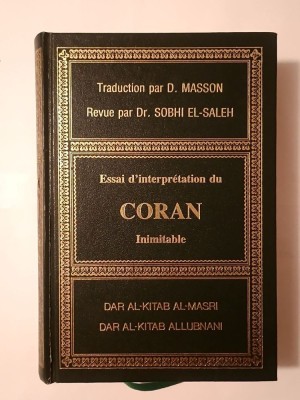 Traduction par D. MASSON
Revue par Dr. SOBHI EL-SALEH
Essai d'interprétation du
CORAN
Inimitable
DAR AL-KITAB AL-MASRI
DAR AL-KITAB ALLUBNANI